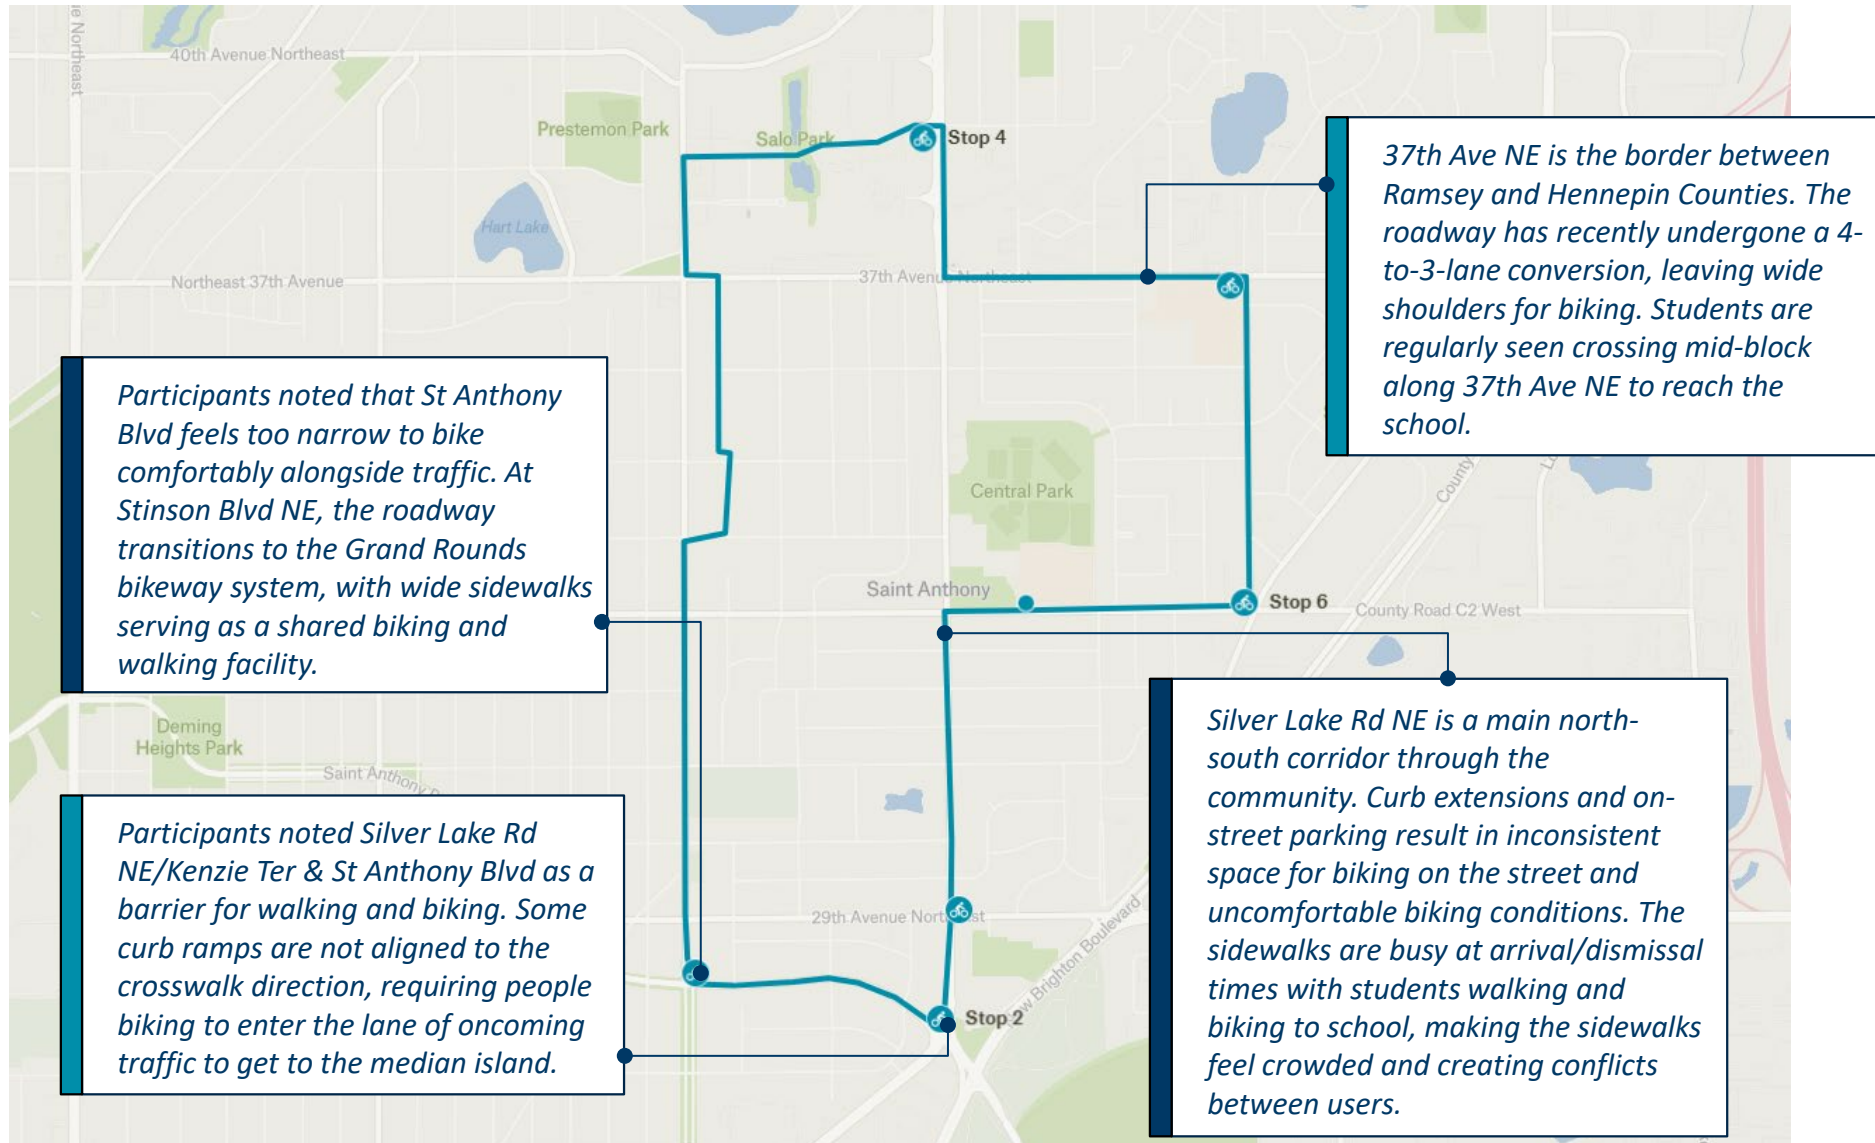 ue Northeast
40th Avenue Northeast
Prestemon Park
Salo Park
Stop 4
Hart Lake
Northeast 37th Avenue
37th Avenue Northeast
37th Ave NE is the border between
Ramsey and Hennepin Counties. The
roadway has recently undergone a 4-
to-3-lane conversion, leaving wide
shoulders for biking. Students are
regularly seen crossing mid-block
along 37th Ave NE to reach the
school.
Participants noted that St Anthony
Blvd feels too narrow to bike
comfortably alongside traffic. At
Stinson Blvd NE, the roadway
transitions to the Grand Rounds
bikeway system, with wide sidewalks
serving as a shared biking and
walking facility.
Central Park
County
Saint Anthony
Stop 6
County Road C2 West
Deming
Heights Park
Saint Anthony
Silver Lake Rd NE is a main north-
south corridor through the
community. Curb extensions and on-
street parking result in inconsistent
space for biking on the street and
uncomfortable biking conditions. The
sidewalks are busy at arrival/dismissal
times with students walking and
biking to school, making the sidewalks
feel crowded and creating conflicts
between users.
Participants noted Silver Lake Rd
NE/Kenzie Ter & St Anthony Blvd as a
barrier for walking and biking. Some
curb ramps are not aligned to the
crosswalk direction, requiring people
biking to enter the lane of oncoming
traffic to get to the median island.
29th Avenue Northeast
Stop 2
w Brighton Boulevard